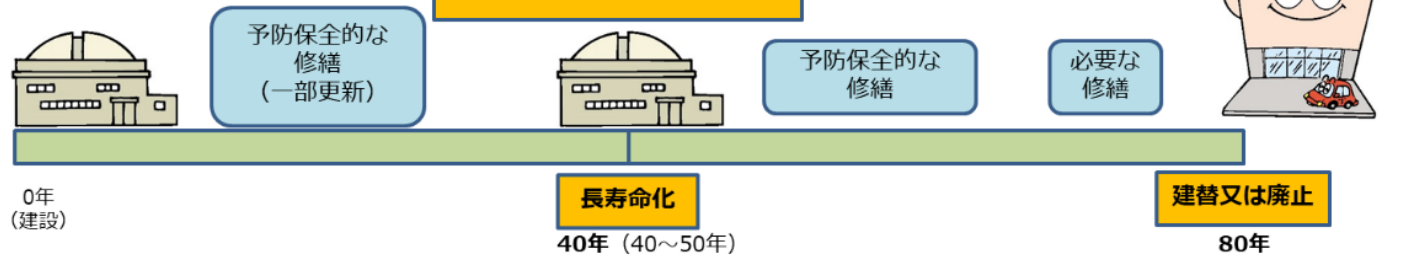 予防保全的な
修繕
(一部更新)
予防保全的な
修繕
必要な
修繕
0年
(建設)
長寿命化
40年(40~50年)
建替又は廃止
80年